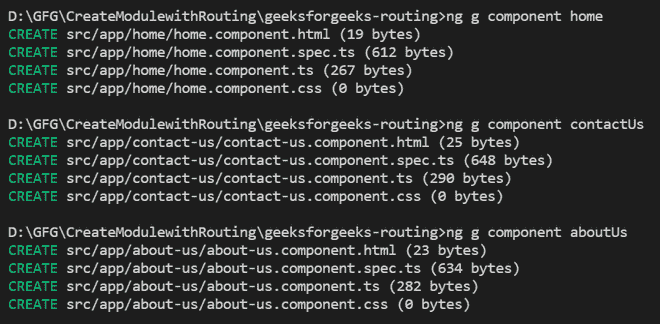 D:\GFG\CreateModulewithRouting\geeksforgeeks-routing>ng g component home
CREATE src/app/home/home.component.html (19 bytes)
CREATE src/app/home/home.component.spec.ts (612 bytes)
CREATE src/app/home/home.component.ts (267 bytes)
CREATE src/app/home/home.component.css (0 bytes)
D:\GFG\CreateModulewithRouting\geeksforgeeks-routing>ng g component contactUs
CREATE src/app/contact-us/contact-us.component.html (25 bytes)
CREATE src/app/contact-us/contact-us.component.spec.ts (648 bytes)
CREATE src/app/contact-us/contact-us.component.ts (290 bytes)
CREATE src/app/contact-us/contact-us.component.css (0 bytes)
D:\GFG\CreateModulewithRouting\geeksforgeeks-routing>ng g component aboutUs
CREATE src/app/about-us/about-us.component.html (23 bytes)
CREATE src/app/about-us/about-us.component.spec.ts (634 bytes)
CREATE src/app/about-us/about-us.component.ts (282 bytes)
CREATE src/app/about-us/about-us.component.css (0 bytes)